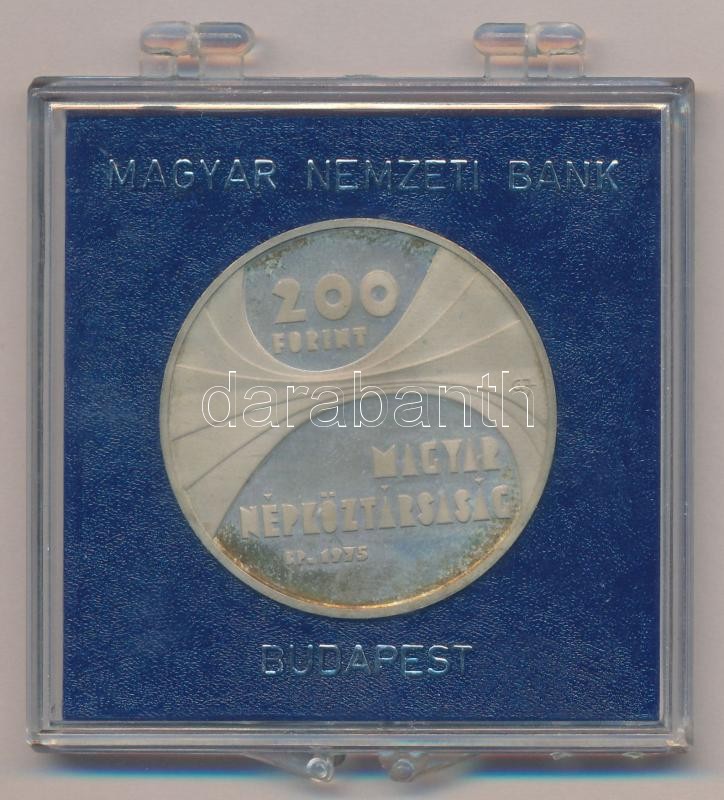 MAGYAR NEMZETI BANK
200
FORINT
darabanth
MAGYAR
NÉPKÖZTÁRSASÁG
BP. 1975
BUDAPEST